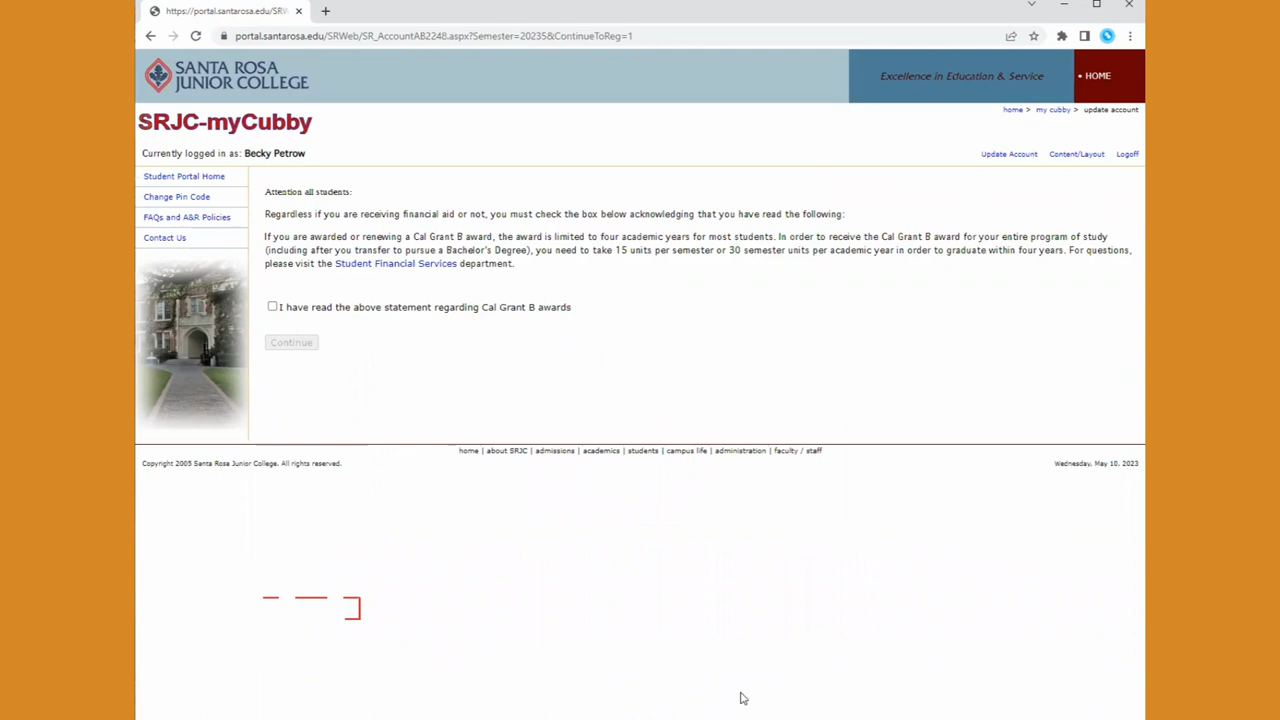 https://portal.santarosa.edu/SRW
portal.santarosa.edu/SRWeb/SR_AccountAB2248.aspx?Semester=20235&ContinueToReg=1
SANTA ROSA
JUNIOR COLLEGE
Excellence in Education & Service
• HOME
home > my cubby > update account
SRJC-myCubby
Currently logged in as: Becky Petrow
Update Account Content/Layout Logoff
Student Portal Home
Change Pin Code
FAQs and A&R Policies
Contact Us
Attention all students:
Regardless if you are receiving financial aid or not, you must check the box below acknowledging that you have read the following:
If you are awarded or renewing a Cal Grant B award, the award is limited to four academic years for most students. In order to receive the Cal Grant B award for your entire program of study
(including after you transfer to pursue a Bachelor's Degree), you need to take 15 units per semester or 30 semester units per academic year in order to graduate within four years. For questions,
please visit the Student Financial Services department.
I have read the above statement regarding Cal Grant B awards
Continue
home | about SRJC | admissions | academics | students | campus life | administration | faculty / staff
Copyright 2005 Santa Rosa Junior College. All rights reserved.
Wednesday, May 10, 2023